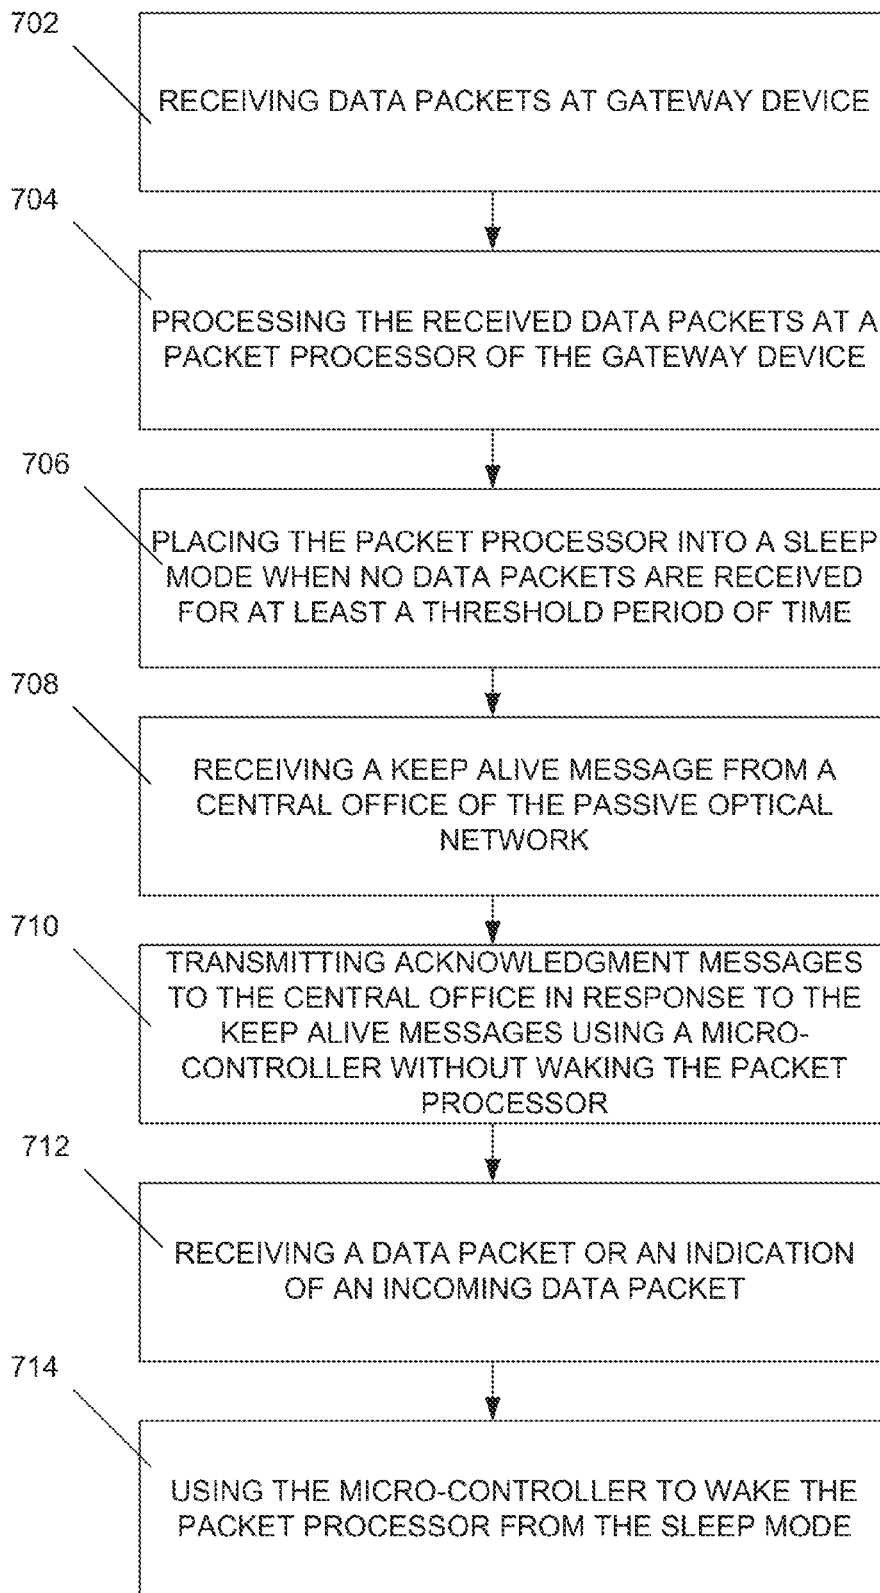 702
RECEIVING DATA PACKETS AT GATEWAY DEVICE
704
PROCESSING THE RECEIVED DATA PACKETS AT A
PACKET PROCESSOR OF THE GATEWAY DEVICE
706
PLACING THE PACKET PROCESSOR INTO A SLEEP
MODE WHEN NO DATA PACKETS ARE RECEIVED
FOR AT LEAST A THRESHOLD PERIOD OF TIME
708
RECEIVING A KEEP ALIVE MESSAGE FROM A
CENTRAL OFFICE OF THE PASSIVE OPTICAL
NETWORK
710
TRANSMITTING ACKNOWLEDGMENT MESSAGES
TO THE CENTRAL OFFICE IN RESPONSE TO THE
KEEP ALIVE MESSAGES USING A MICRO-
CONTROLLER WITHOUT WAKING THE PACKET
PROCESSOR
712
RECEIVING A DATA PACKET OR AN INDICATION
OF AN INCOMING DATA PACKET
714
USING THE MICRO-CONTROLLER TO WAKE THE
PACKET PROCESSOR FROM THE SLEEP MODE